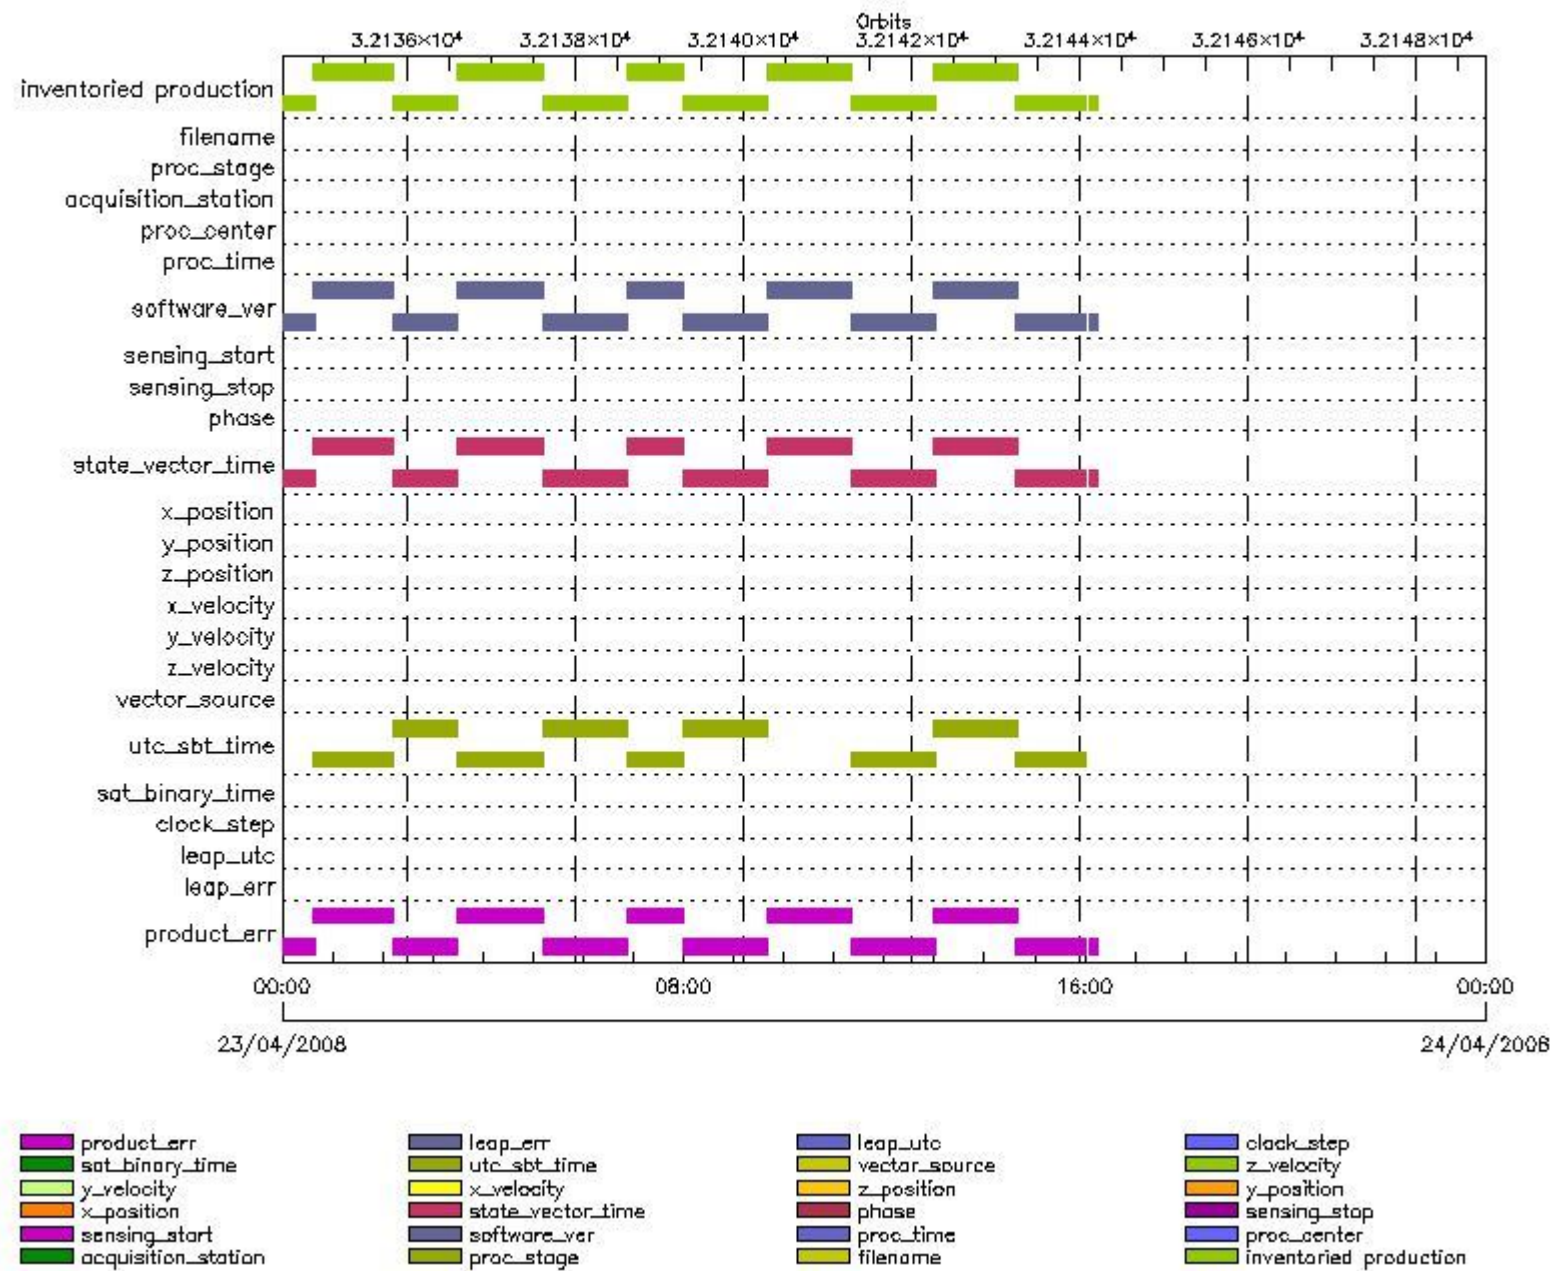 Orbits
3.2136×10⁴ 3.2138×10⁴ 3.2140×10⁴ 3.2142×10⁴ 3.2144×10⁴ 3.2146×10⁴ 3.2148×10⁴
inventoried production
filename
proc_stage
acquisition_station
proc_center
proc_time
software_ver
sensing_start
sensing_stop
phase
state_vector_time
x_position
y_position
z_position
x_velocity
y_velocity
z_velocity
vector_source
utc_sbt_time
sat_binary_time
clock_step
leap_utc
leap_err
product_err
00:00 08:00 16:00 00:00
23/04/2008 24/04/2008
product_err leap_err leap_utc clock_step
sat_binary_time utc_sbt_time vector_source z_velocity
y_velocity x_velocity z_position y_position
x_position state_vector_time phase sensing_stop
sensing_start software_ver proc_time proc_center
acquisition_station proc_stage filename inventoried production